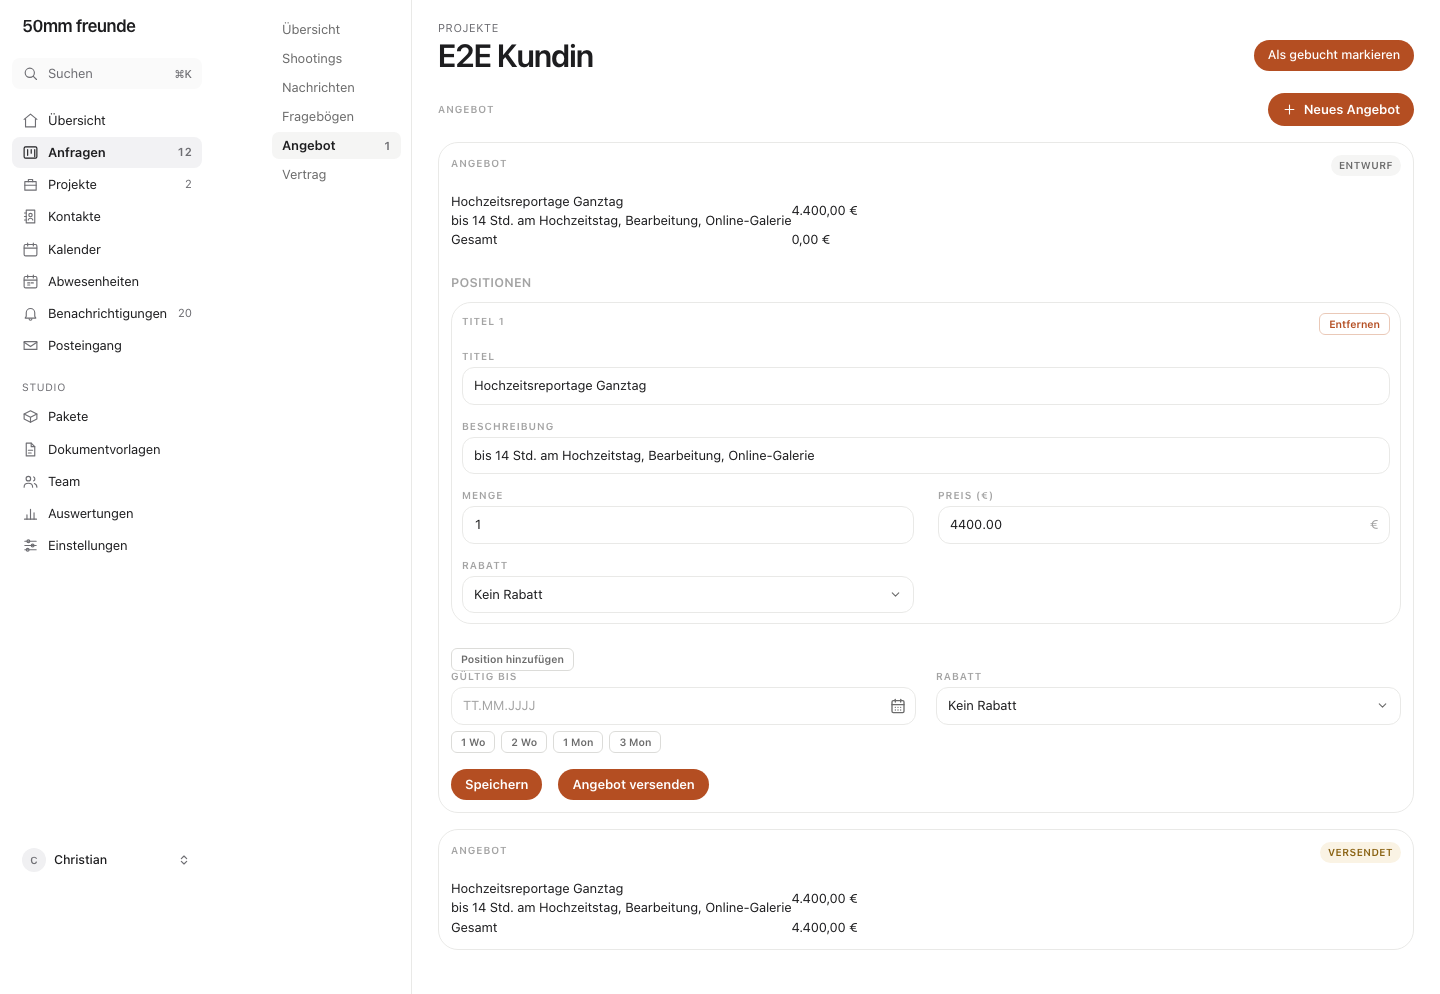 50mm freunde
Suchen ⌘K
Übersicht
Anfragen 12
Projekte 2
Kontakte
Kalender
Abwesenheiten
Benachrichtigungen 20
Posteingang
STUDIO
Pakete
Dokumentvorlagen
Team
Auswertungen
Einstellungen
C Christian
Übersicht
Shootings
Nachrichten
Fragebögen
Angebot 1
Vertrag
PROJEKTE
E2E Kundin
Als gebucht markieren
ANGEBOT
+ Neues Angebot
ANGEBOT
ENTWURF
Hochzeitsreportage Ganztag
bis 14 Std. am Hochzeitstag, Bearbeitung, Online-Galerie 4.400,00 €
Gesamt 0,00 €
POSITIONEN
TITEL 1
Entfernen
TITEL
Hochzeitsreportage Ganztag
BESCHREIBUNG
bis 14 Std. am Hochzeitstag, Bearbeitung, Online-Galerie
MENGE PREIS (€)
1 4400.00 €
RABATT
Kein Rabatt
Position hinzufügen
GÜLTIG BIS RABATT
TT.MM.JJJJ Kein Rabatt
1 Wo 2 Wo 1 Mon 3 Mon
Speichern Angebot versenden
ANGEBOT
VERSENDET
Hochzeitsreportage Ganztag
bis 14 Std. am Hochzeitstag, Bearbeitung, Online-Galerie 4.400,00 €
Gesamt 4.400,00 €